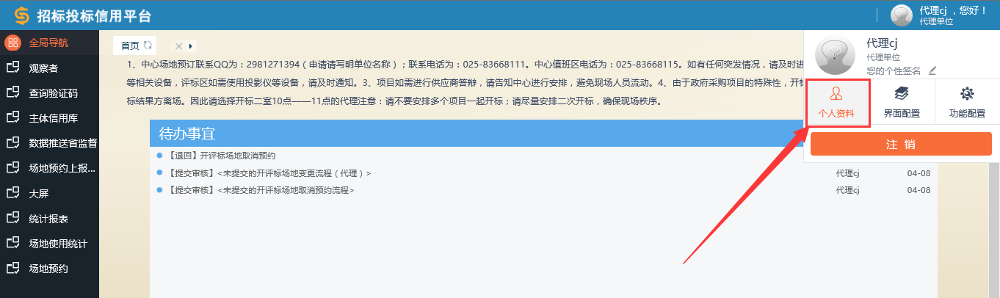 招标投标信用平台
代理cj ，您好！
代理单位
全局导航
观察者
查询验证码
主体信用库
数据推送省监督
场地预约上报...
大屏
统计报表
场地使用统计
场地预约
首页
1、中心场地预订联系QQ为：2981271394（申请请写明单位名称）；联系电话为：025-83668111。中心值班区电话为：025-83668115。如有任何突发情况，请及时进
等相关设备，评标区如需使用投影仪等设备，请及时通知。3、项目如需进行供应商答辩，请告知中心进行安排，避免现场人员流动。4、由于政府采购项目的特殊性，开标
标结果方离场。因此请选择开标二室10点——11点的代理注意：请不要安排多个项目一起开标；请尽量安排二次开标，确保现场秩序。
待办事宜
【退回】开评标场地取消预约
【提交审核】<未提交的开评标场地变更流程（代理）> 代理cj 04-08
【提交审核】<未提交的开评标场地取消预约流程> 代理cj 04-08
代理cj
代理单位
您的个性签名
个人资料 界面配置 功能配置
注 销